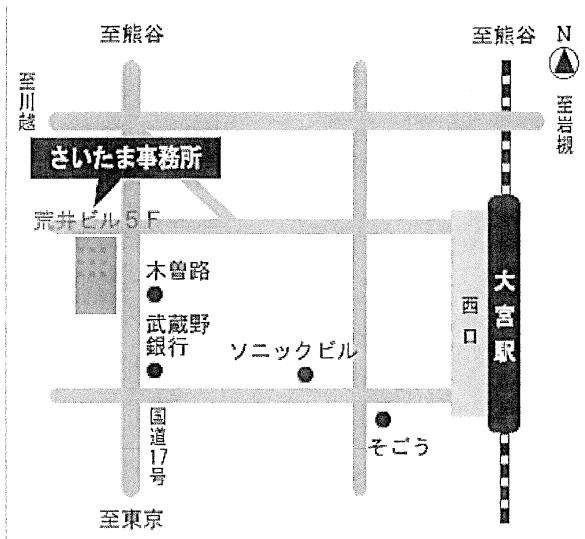 至熊谷
至熊谷
N
至川越
至岩槻
さいたま事務所
荒井ビル5F
木曽路
武蔵野
銀行
ソニックビル
西口
大宮駅
国道17号
そごう
至東京